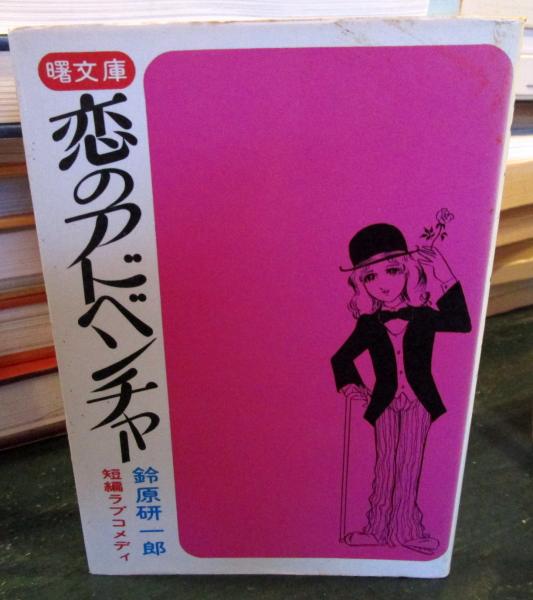 曙文庫
恋のアドベンチャー
鈴原研一郎
短編ラブコメディ